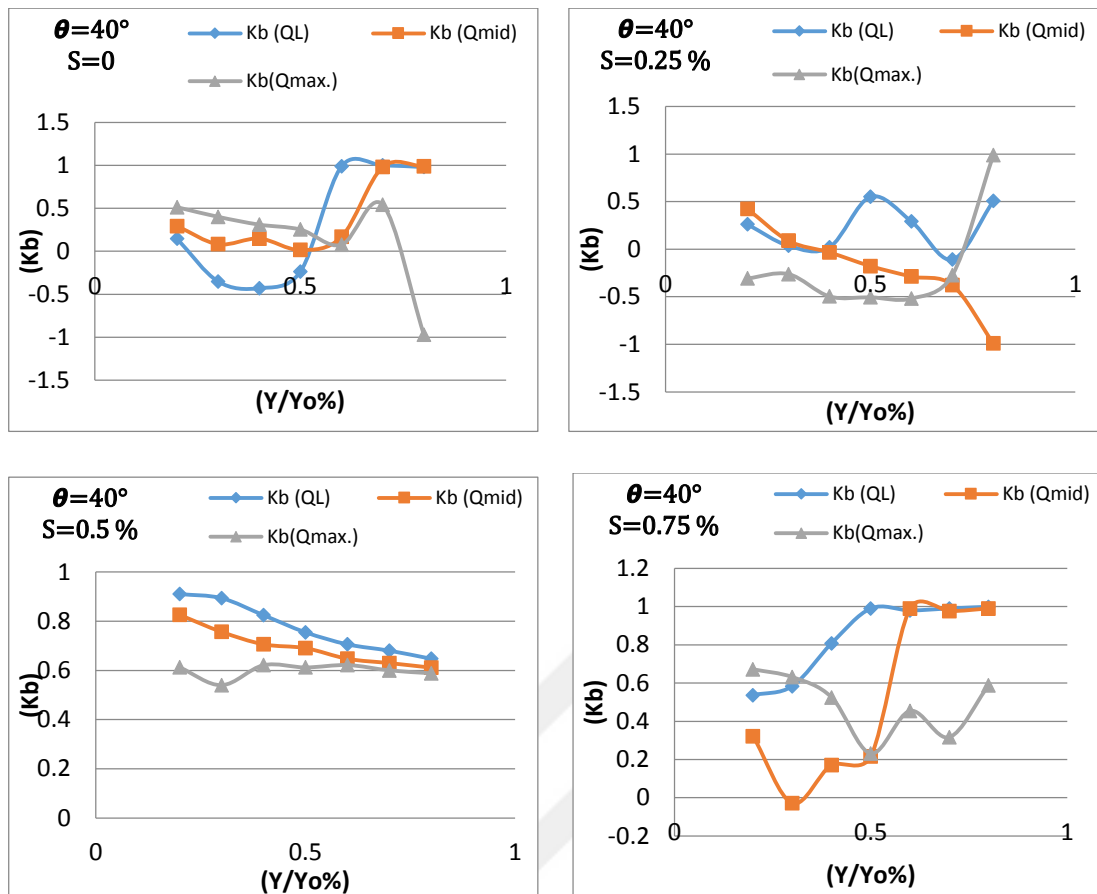 θ=40°
S=0
Kb (QL)
Kb (Qmid)
Kb(Qmax.)
1.5
1
0.5
0
-0.5
-1
-1.5
0
0.5
1
(Kb)
(Y/Yo%)
θ=40°
S=0.25 %
Kb (QL)
Kb (Qmid)
Kb(Qmax.)
1.5
1
0.5
0
-0.5
-1
-1.5
0
0.5
1
(Kb)
(Y/Yo%)
θ=40°
S=0.5 %
Kb (QL)
Kb (Qmid)
Kb(Qmax.)
1
0.8
0.6
0.4
0.2
0
0
0.5
1
(Kb)
(Y/Yo%)
θ=40°
S=0.75 %
Kb (QL)
Kb (Qmid)
Kb(Qmax.)
1.2
1
0.8
0.6
0.4
0.2
0
-0.2
0
0.5
1
(Kb)
(Y/Yo%)